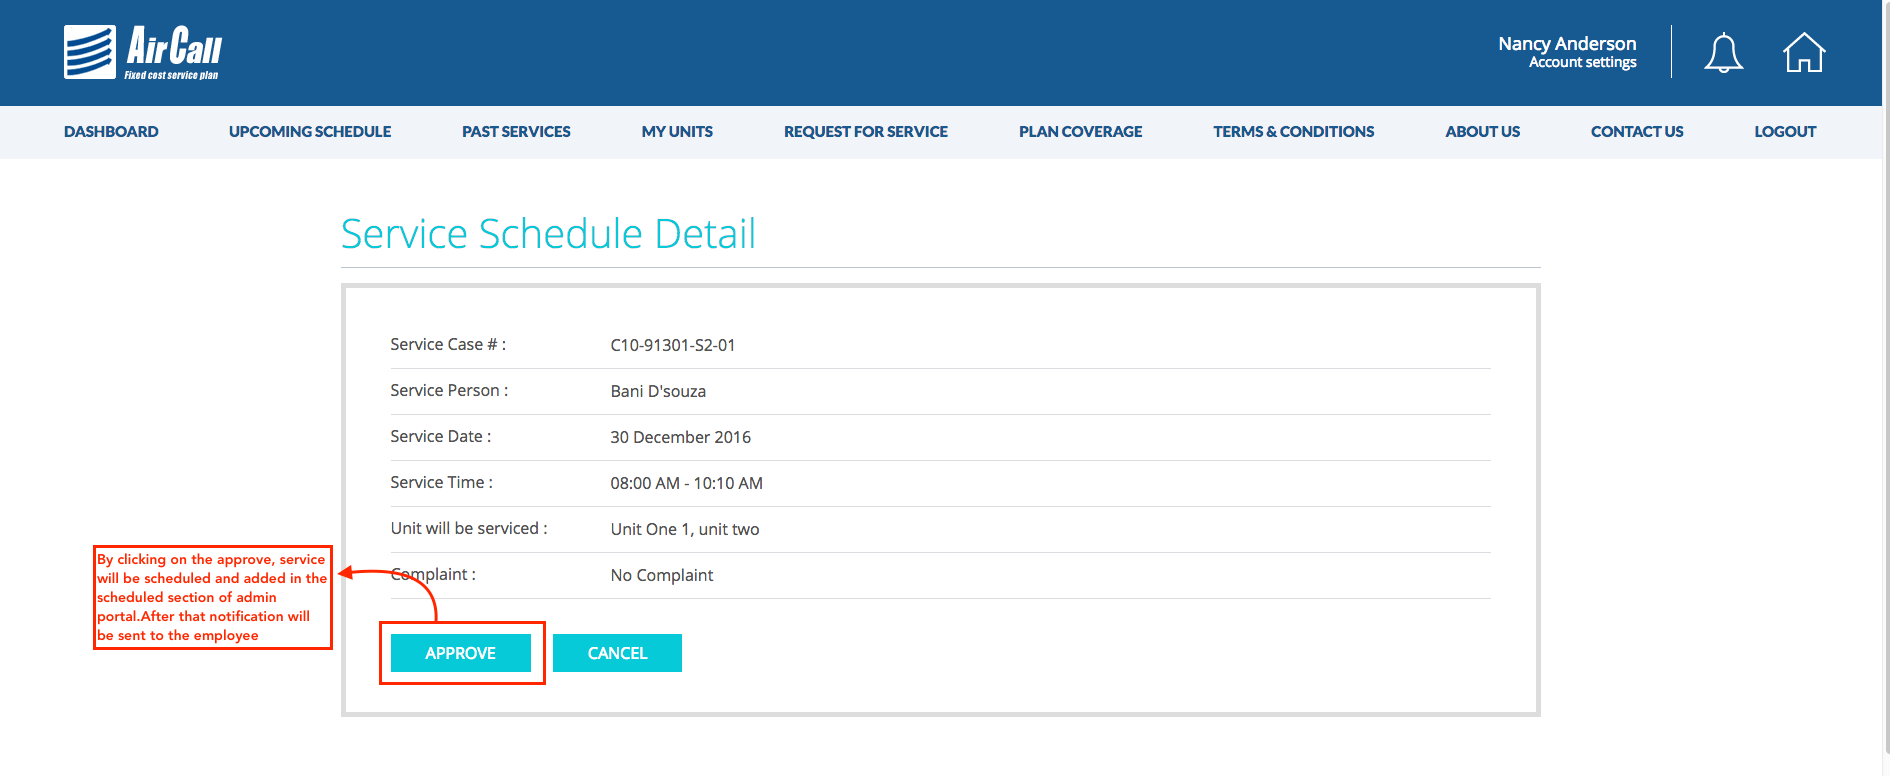 AirCall
Fixed cost service plan
Nancy Anderson
Account settings
DASHBOARD UPCOMING SCHEDULE PAST SERVICES MY UNITS REQUEST FOR SERVICE PLAN COVERAGE TERMS & CONDITIONS ABOUT US CONTACT US LOGOUT
Service Schedule Detail
Service Case # : C10-91301-S2-01
Service Person : Bani D'souza
Service Date : 30 December 2016
Service Time : 08:00 AM - 10:10 AM
Unit will be serviced : Unit One 1, unit two
Complaint : No Complaint
By clicking on the approve, service
will be scheduled and added in the
scheduled section of admin
portal.After that notification will
be sent to the employee
APPROVE CANCEL